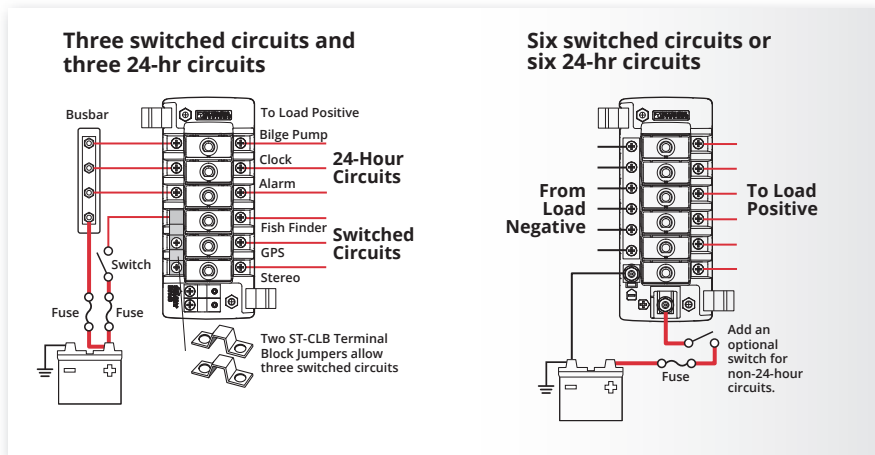 Three switched circuits and
three 24-hr circuits
Busbar
To Load Positive
Bilge Pump
Clock
Alarm
24-Hour
Circuits
Fish Finder
GPS
Stereo
Switched
Circuits
Switch
Fuse
Fuse
Two ST-CLB Terminal
Block Jumpers allow
three switched circuits
Six switched circuits or
six 24-hr circuits
From
Load
Negative
To Load
Positive
Add an
optional
switch for
non-24-hour
circuits.
Fuse